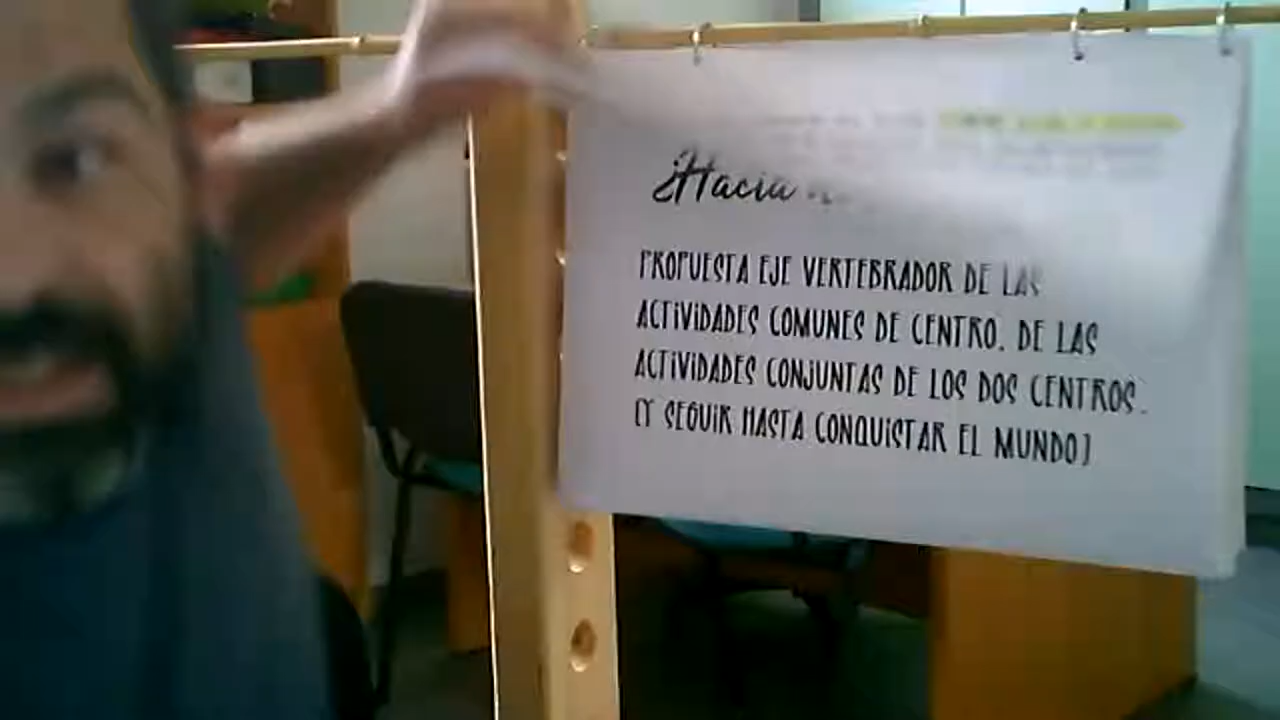 ¿Hacia
PROPUESTA EJE VERTEBRADOR DE LAS
ACTIVIDADES COMUNES DE CENTRO, DE LAS
ACTIVIDADES CONJUNTAS DE LOS DOS CENTROS.
(Y SEGUIR HASTA CONQUISTAR EL MUNDO)